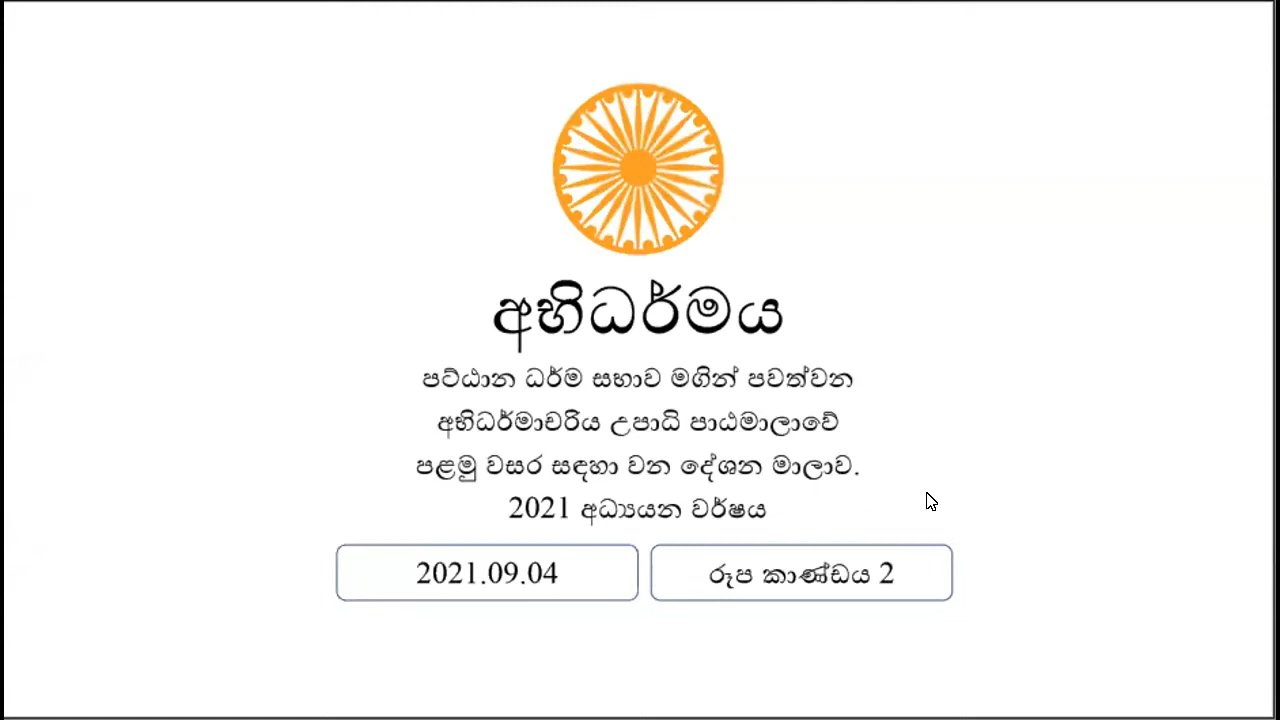 අභිධර්මය
පට්ඨාන ධර්ම සභාව මගින් පවත්වන
අභිධර්මාචරිය උපාධි පාඨමාලාවේ
පළමු වසර සඳහා වන දේශන මාලාව.
2021 අධ්‍යයන වර්ෂය
2021.09.04
රූප කාණ්ඩය 2